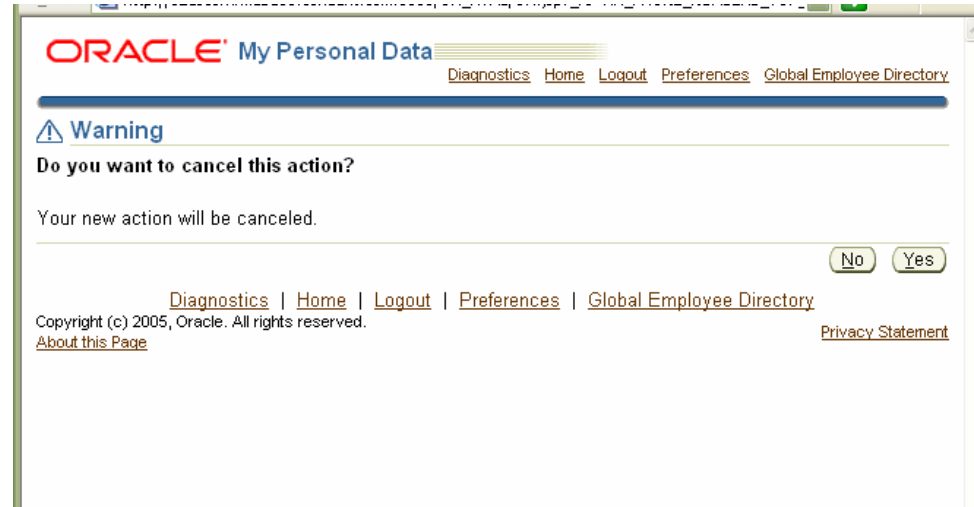 ORACLE My Personal Data
Diagnostics Home Logout Preferences Global Employee Directory
Warning
Do you want to cancel this action?
Your new action will be canceled.
No Yes
Diagnostics | Home | Logout | Preferences | Global Employee Directory
Copyright (c) 2005, Oracle. All rights reserved.
About this Page
Privacy Statement